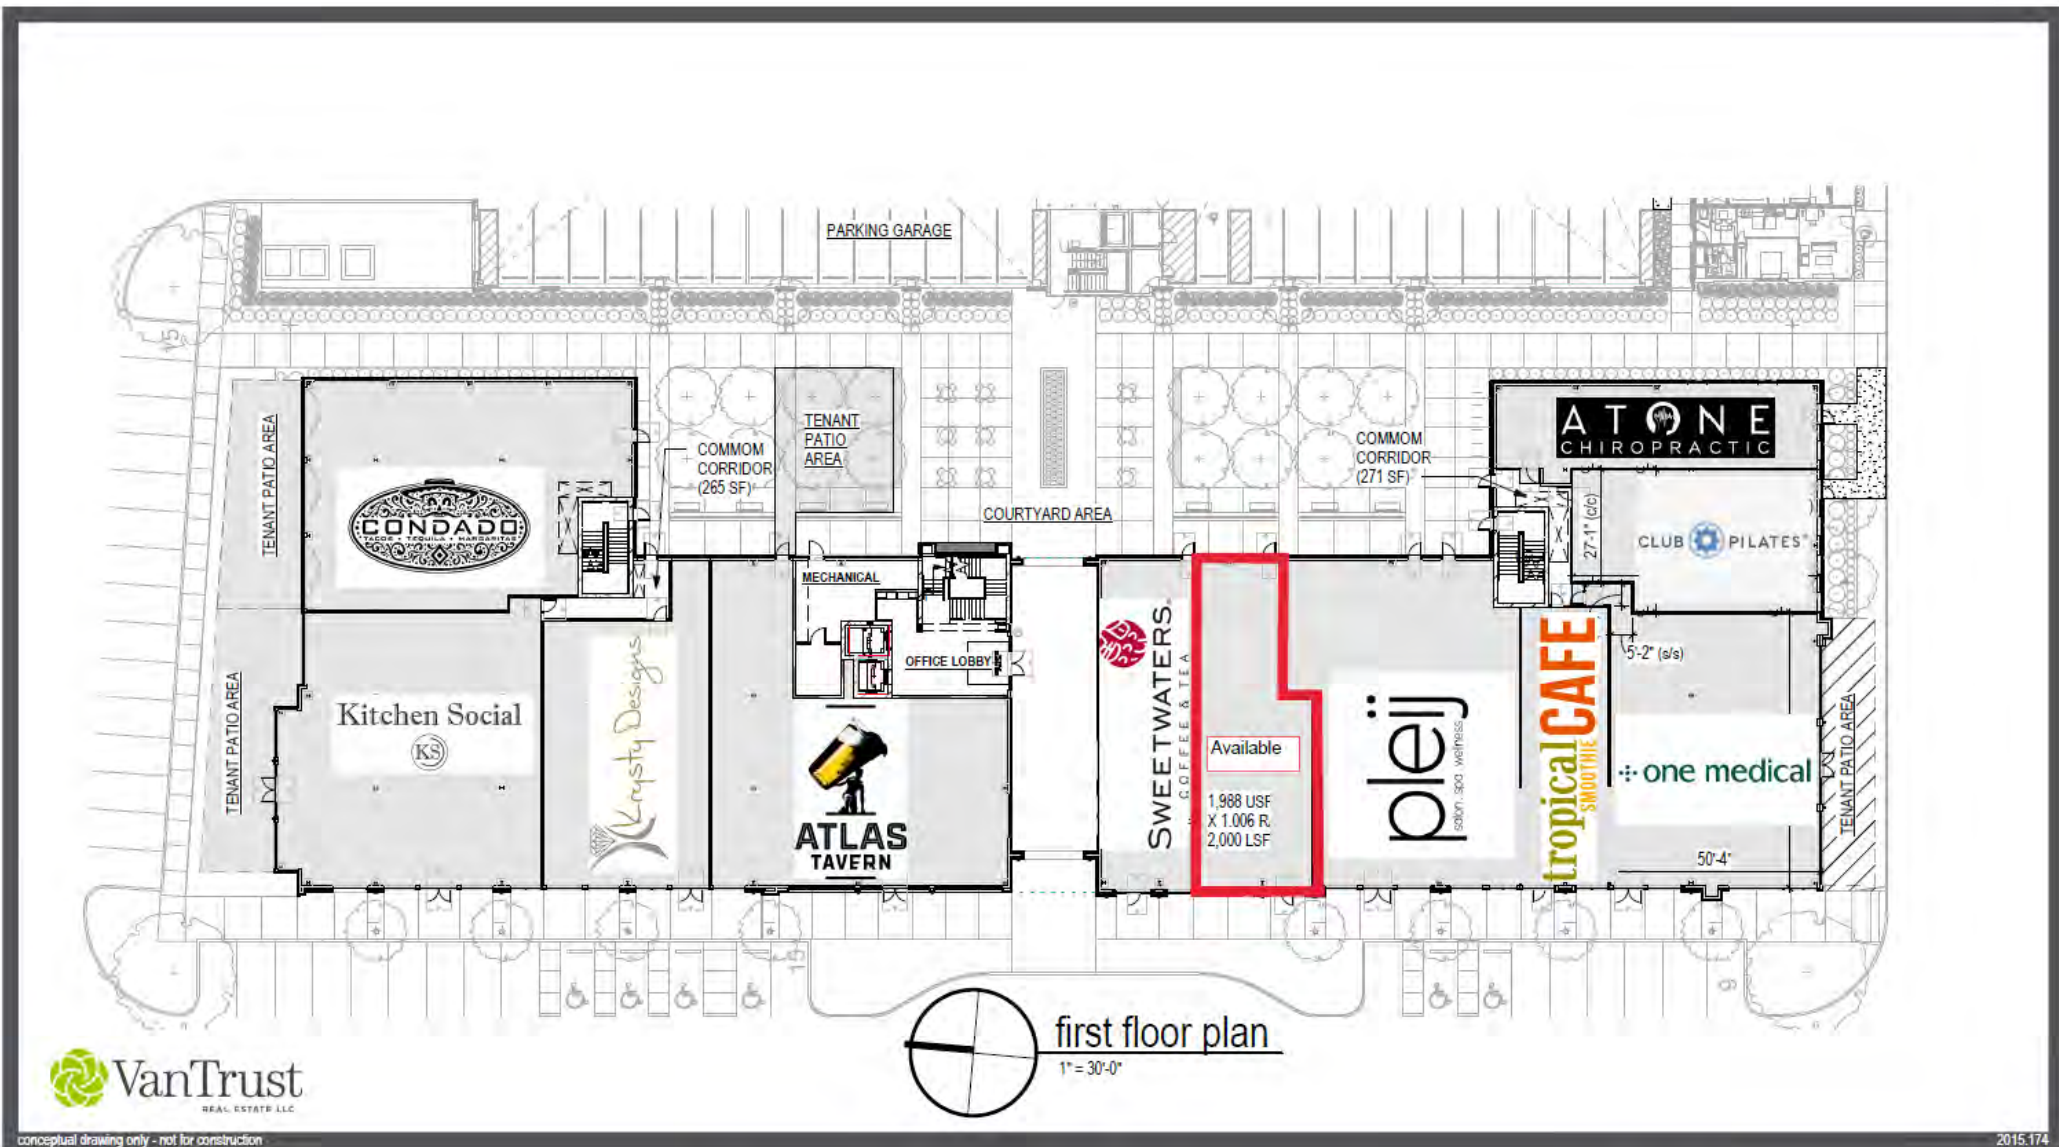 PARKING GARAGE
TENANT PATIO AREA
CONDADO
TACOS • TEQUILA • MARGARITAS
COMMOM
CORRIDOR
(265 SF)
TENANT
PATIO
AREA
COURTYARD AREA
COMMOM
CORRIDOR
(271 SF)
ATONE
CHIROPRACTIC
27'-1" (c/c)
CLUB PILATES
MECHANICAL
OFFICE LOBBY
TENANT PATIO AREA
Kitchen Social
KS
Krysty Designs
ATLAS
TAVERN
SWEETWATERS
COFFEE & TEA
Available
1,988 USF
X 1.006 R
2,000 LSF
pleij
salon. spa. wellness
tropical
SMOOTHIE
CAFE
5'-2" (s/s)
one medical
50'-4"
TENANT PATIO AREA
15
15
9
first floor plan
1" = 30'-0"
VanTrust
REAL ESTATE LLC
conceptual drawing only - not for construction
2015.174